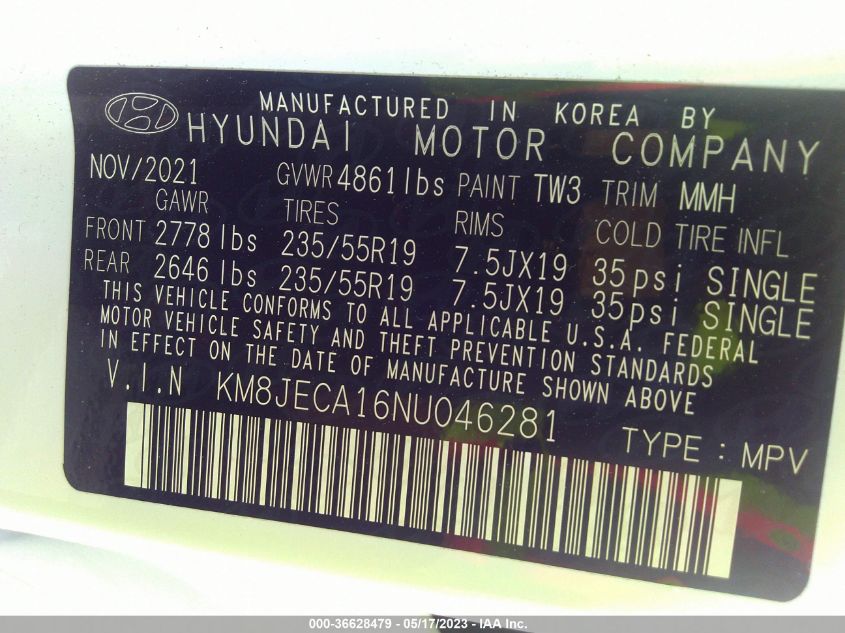 MANUFACTURED IN KOREA BY
HYUNDAI MOTOR COMPANY
NOV/2021 GVWR 4861 lbs PAINT TW3 TRIM MMH
GAWR TIRES RIMS COLD TIRE INFL
FRONT 2778 lbs 235/55R19 7.5JX19 35psi SINGLE
REAR 2646 lbs 235/55R19 7.5JX19 35psi SINGLE
THIS VEHICLE CONFORMS TO ALL APPLICABLE U.S.A. FEDERAL
MOTOR VEHICLE SAFETY AND THEFT PREVENTION STANDARDS
IN EFFECT ON THE DATE OF MANUFACTURE SHOWN ABOVE
V.I.N KM8JECA16NU046281 TYPE : MPV
000-36628479 — 05/17/2023 — IAA Inc.